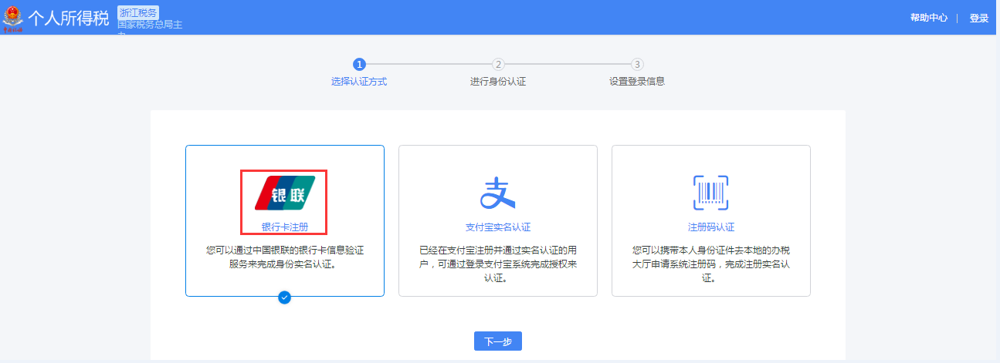 个人所得税
浙江税务
国家税务总局主
帮助中心 | 登录
1 2 3
选择认证方式 进行身份认证 设置登录信息
银联
银行卡注册
您可以通过中国银联的银行卡信息验证
服务来完成身份实名认证。
支
支付宝实名认证
已经在支付宝注册并通过实名认证的用
户，可通过登录支付宝系统完成授权来
认证。
注册码认证
您可以携带本人身份证件去本地的办税
大厅申请系统注册码，完成注册实名认
证。
下一步